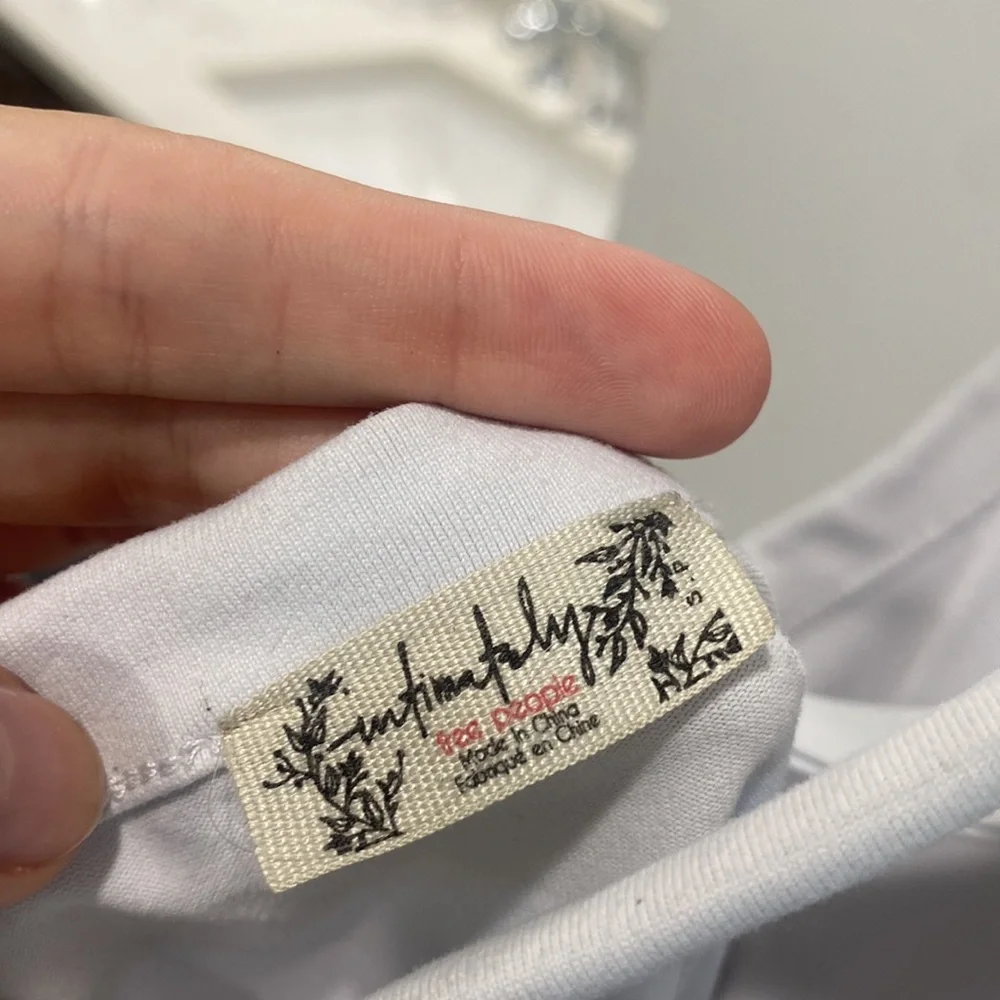 intimately
free people
Made In China
Fabriqué en Chine
S-P